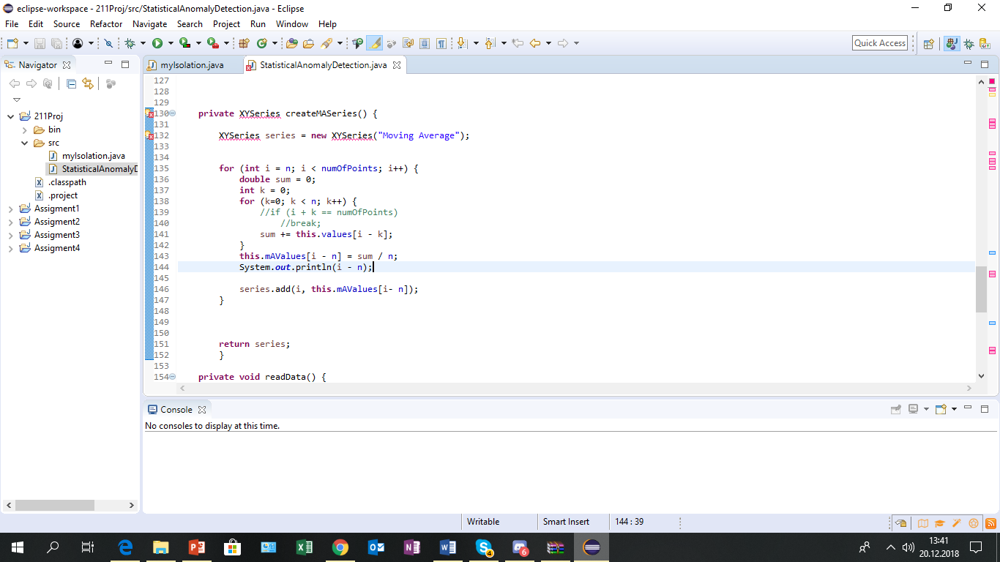 eclipse-workspace - 211Proj/src/StatisticalAnomalyDetection.java - Eclipse
File Edit Source Refactor Navigate Search Project Run Window Help
Quick Access
Navigator
myIsolation.java
StatisticalAnomalyDetection.java
211Proj
bin
src
myIsolation.java
StatisticalAnomalyD
.classpath
.project
Assigment1
Assigment2
Assigment3
Assigment4
127
128
129
130 private XYSeries createMASeries() {
131
132 XYSeries series = new XYSeries("Moving Average");
133
134
135 for (int i = n; i < numOfPoints; i++) {
136 double sum = 0;
137 int k = 0;
138 for (k=0; k < n; k++) {
139 //if (i + k == numOfPoints)
140 //break;
141 sum += this.values[i - k];
142 }
143 this.mAValues[i - n] = sum / n;
144 System.out.println(i - n);
145
146 series.add(i, this.mAValues[i- n]);
147 }
148
149
150
151 return series;
152 }
153
154 private void readData() {
Console
No consoles to display at this time.
Writable Smart Insert 144 : 39
4
6
13:41
20.12.2018